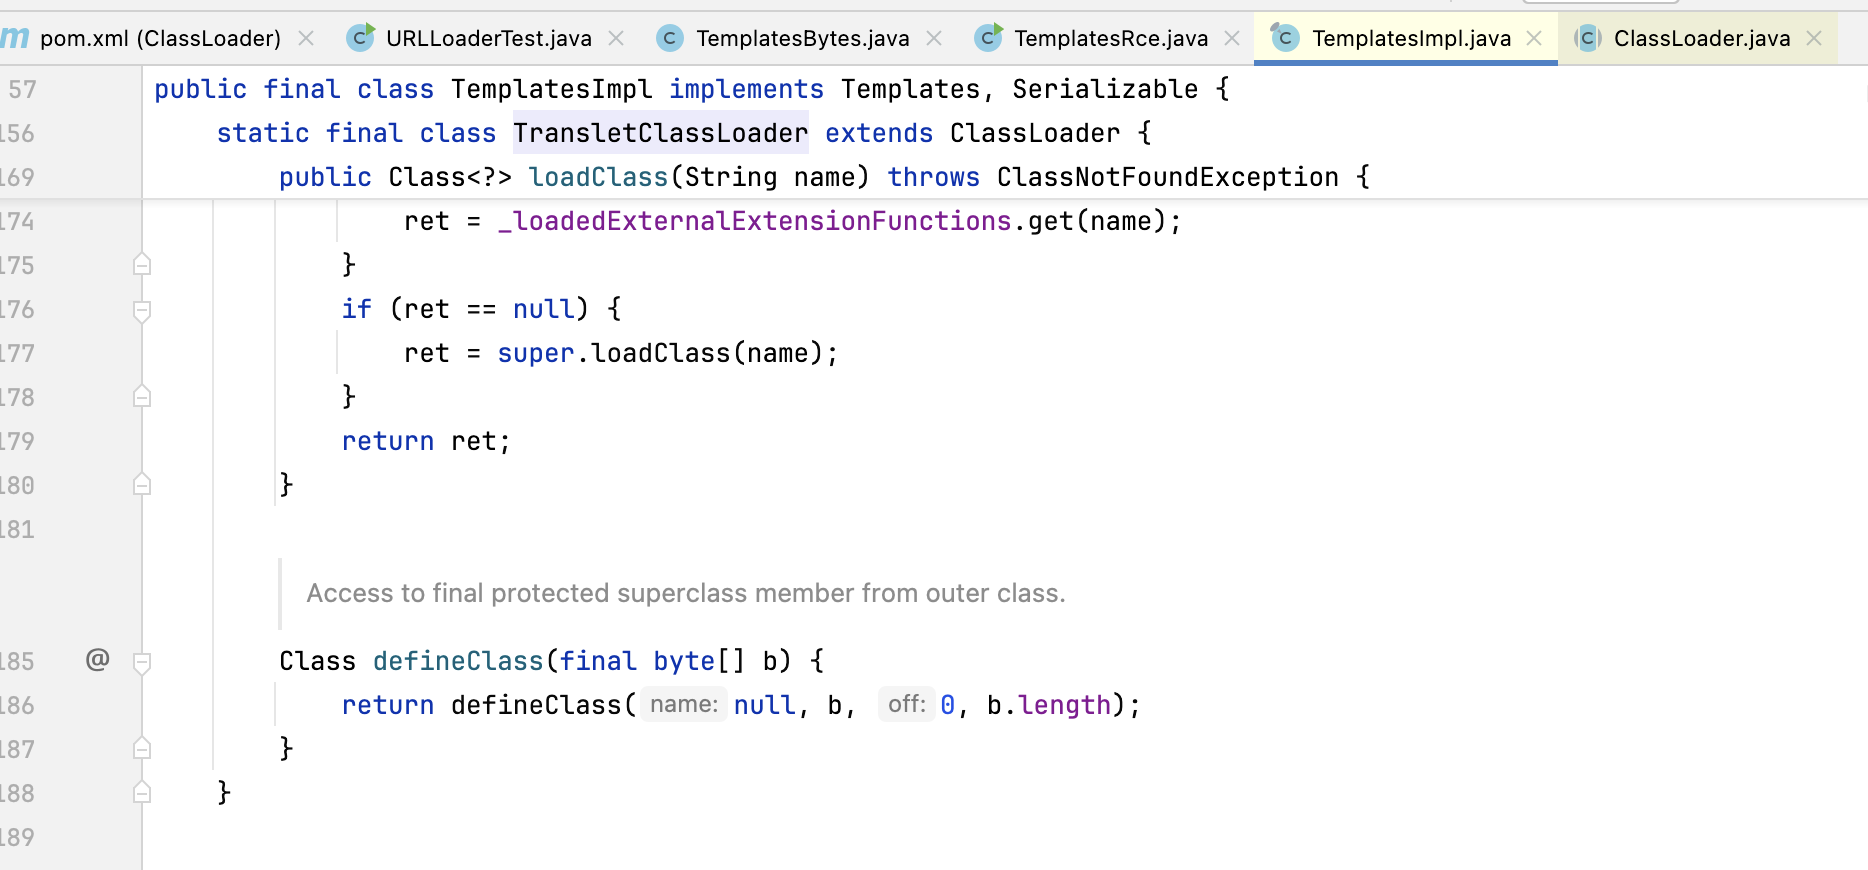 m pom.xml (ClassLoader) URLLoaderTest.java TemplatesBytes.java TemplatesRce.java TemplatesImpl.java ClassLoader.java
57 public final class TemplatesImpl implements Templates, Serializable {
156 static final class TransletClassLoader extends ClassLoader {
169 public Class<?> loadClass(String name) throws ClassNotFoundException {
174 ret = _loadedExternalExtensionFunctions.get(name);
175 }
176 if (ret == null) {
177 ret = super.loadClass(name);
178 }
179 return ret;
180 }
181
Access to final protected superclass member from outer class.
185 @ Class defineClass(final byte[] b) {
186 return defineClass( name: null, b, off: 0, b.length);
187 }
188 }
189